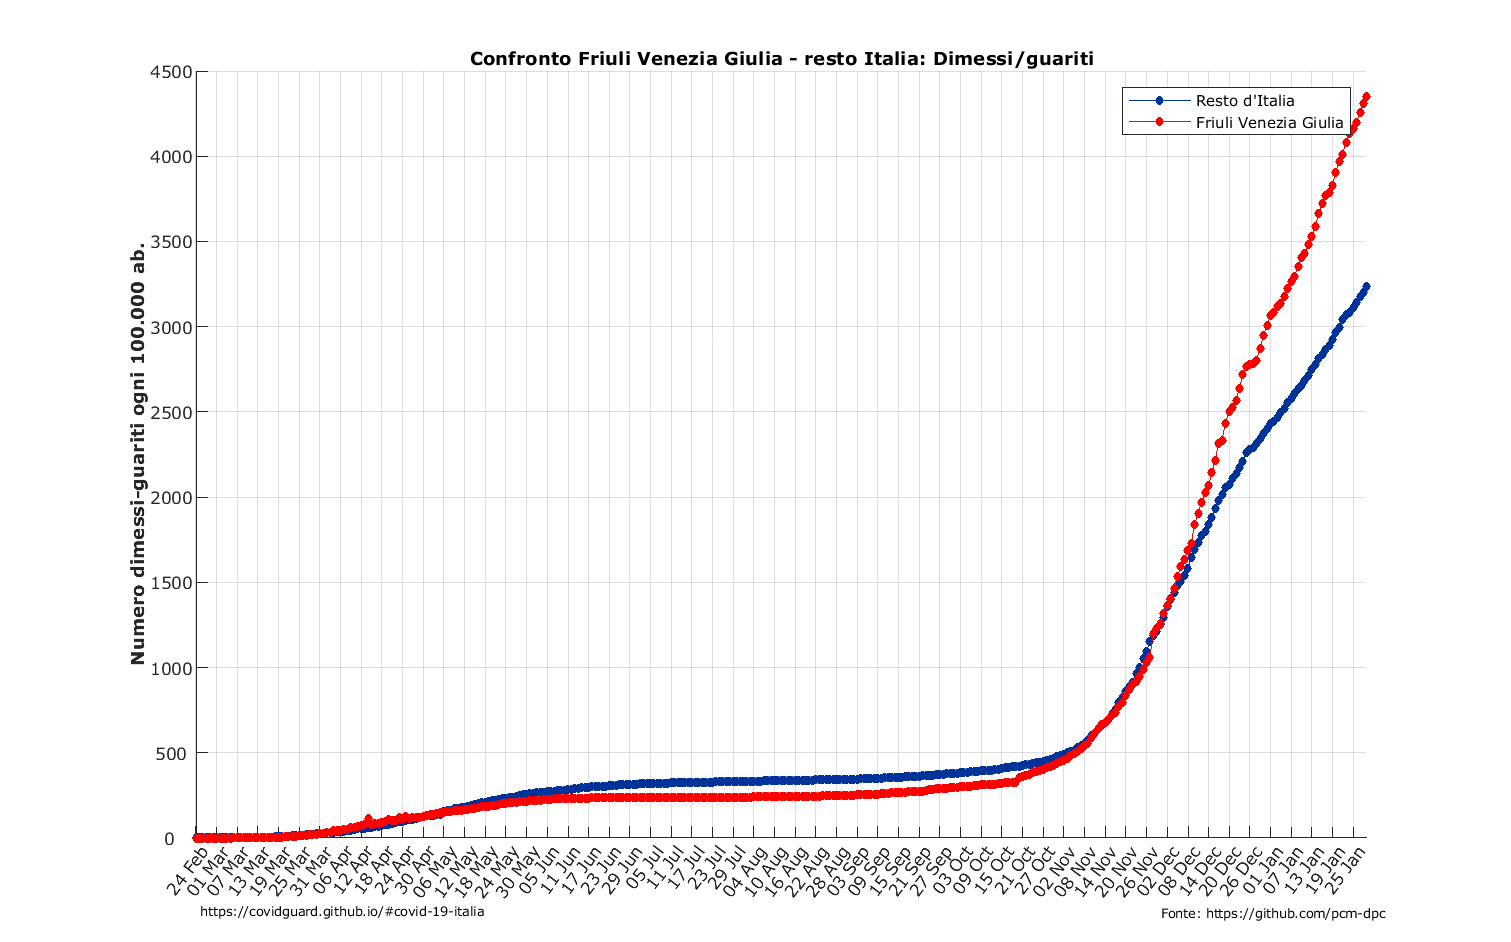 Confronto Friuli Venezia Giulia - resto Italia: Dimessi/guariti
Resto d'Italia
Friuli Venezia Giulia
Numero dimessi-guariti ogni 100.000 ab.
4500
4000
3500
3000
2500
2000
1500
1000
500
0
24 Feb
01 Mar
07 Mar
13 Mar
19 Mar
25 Mar
31 Mar
06 Apr
12 Apr
18 Apr
24 Apr
30 Apr
06 May
12 May
18 May
24 May
30 May
05 Jun
11 Jun
17 Jun
23 Jun
29 Jun
05 Jul
11 Jul
17 Jul
23 Jul
29 Jul
04 Aug
10 Aug
16 Aug
22 Aug
28 Aug
03 Sep
09 Sep
15 Sep
21 Sep
27 Sep
03 Oct
09 Oct
15 Oct
21 Oct
27 Oct
02 Nov
08 Nov
14 Nov
20 Nov
26 Nov
02 Dec
08 Dec
14 Dec
20 Dec
26 Dec
01 Jan
07 Jan
13 Jan
19 Jan
25 Jan
https://covidguard.github.io/#covid-19-italia
Fonte: https://github.com/pcm-dpc